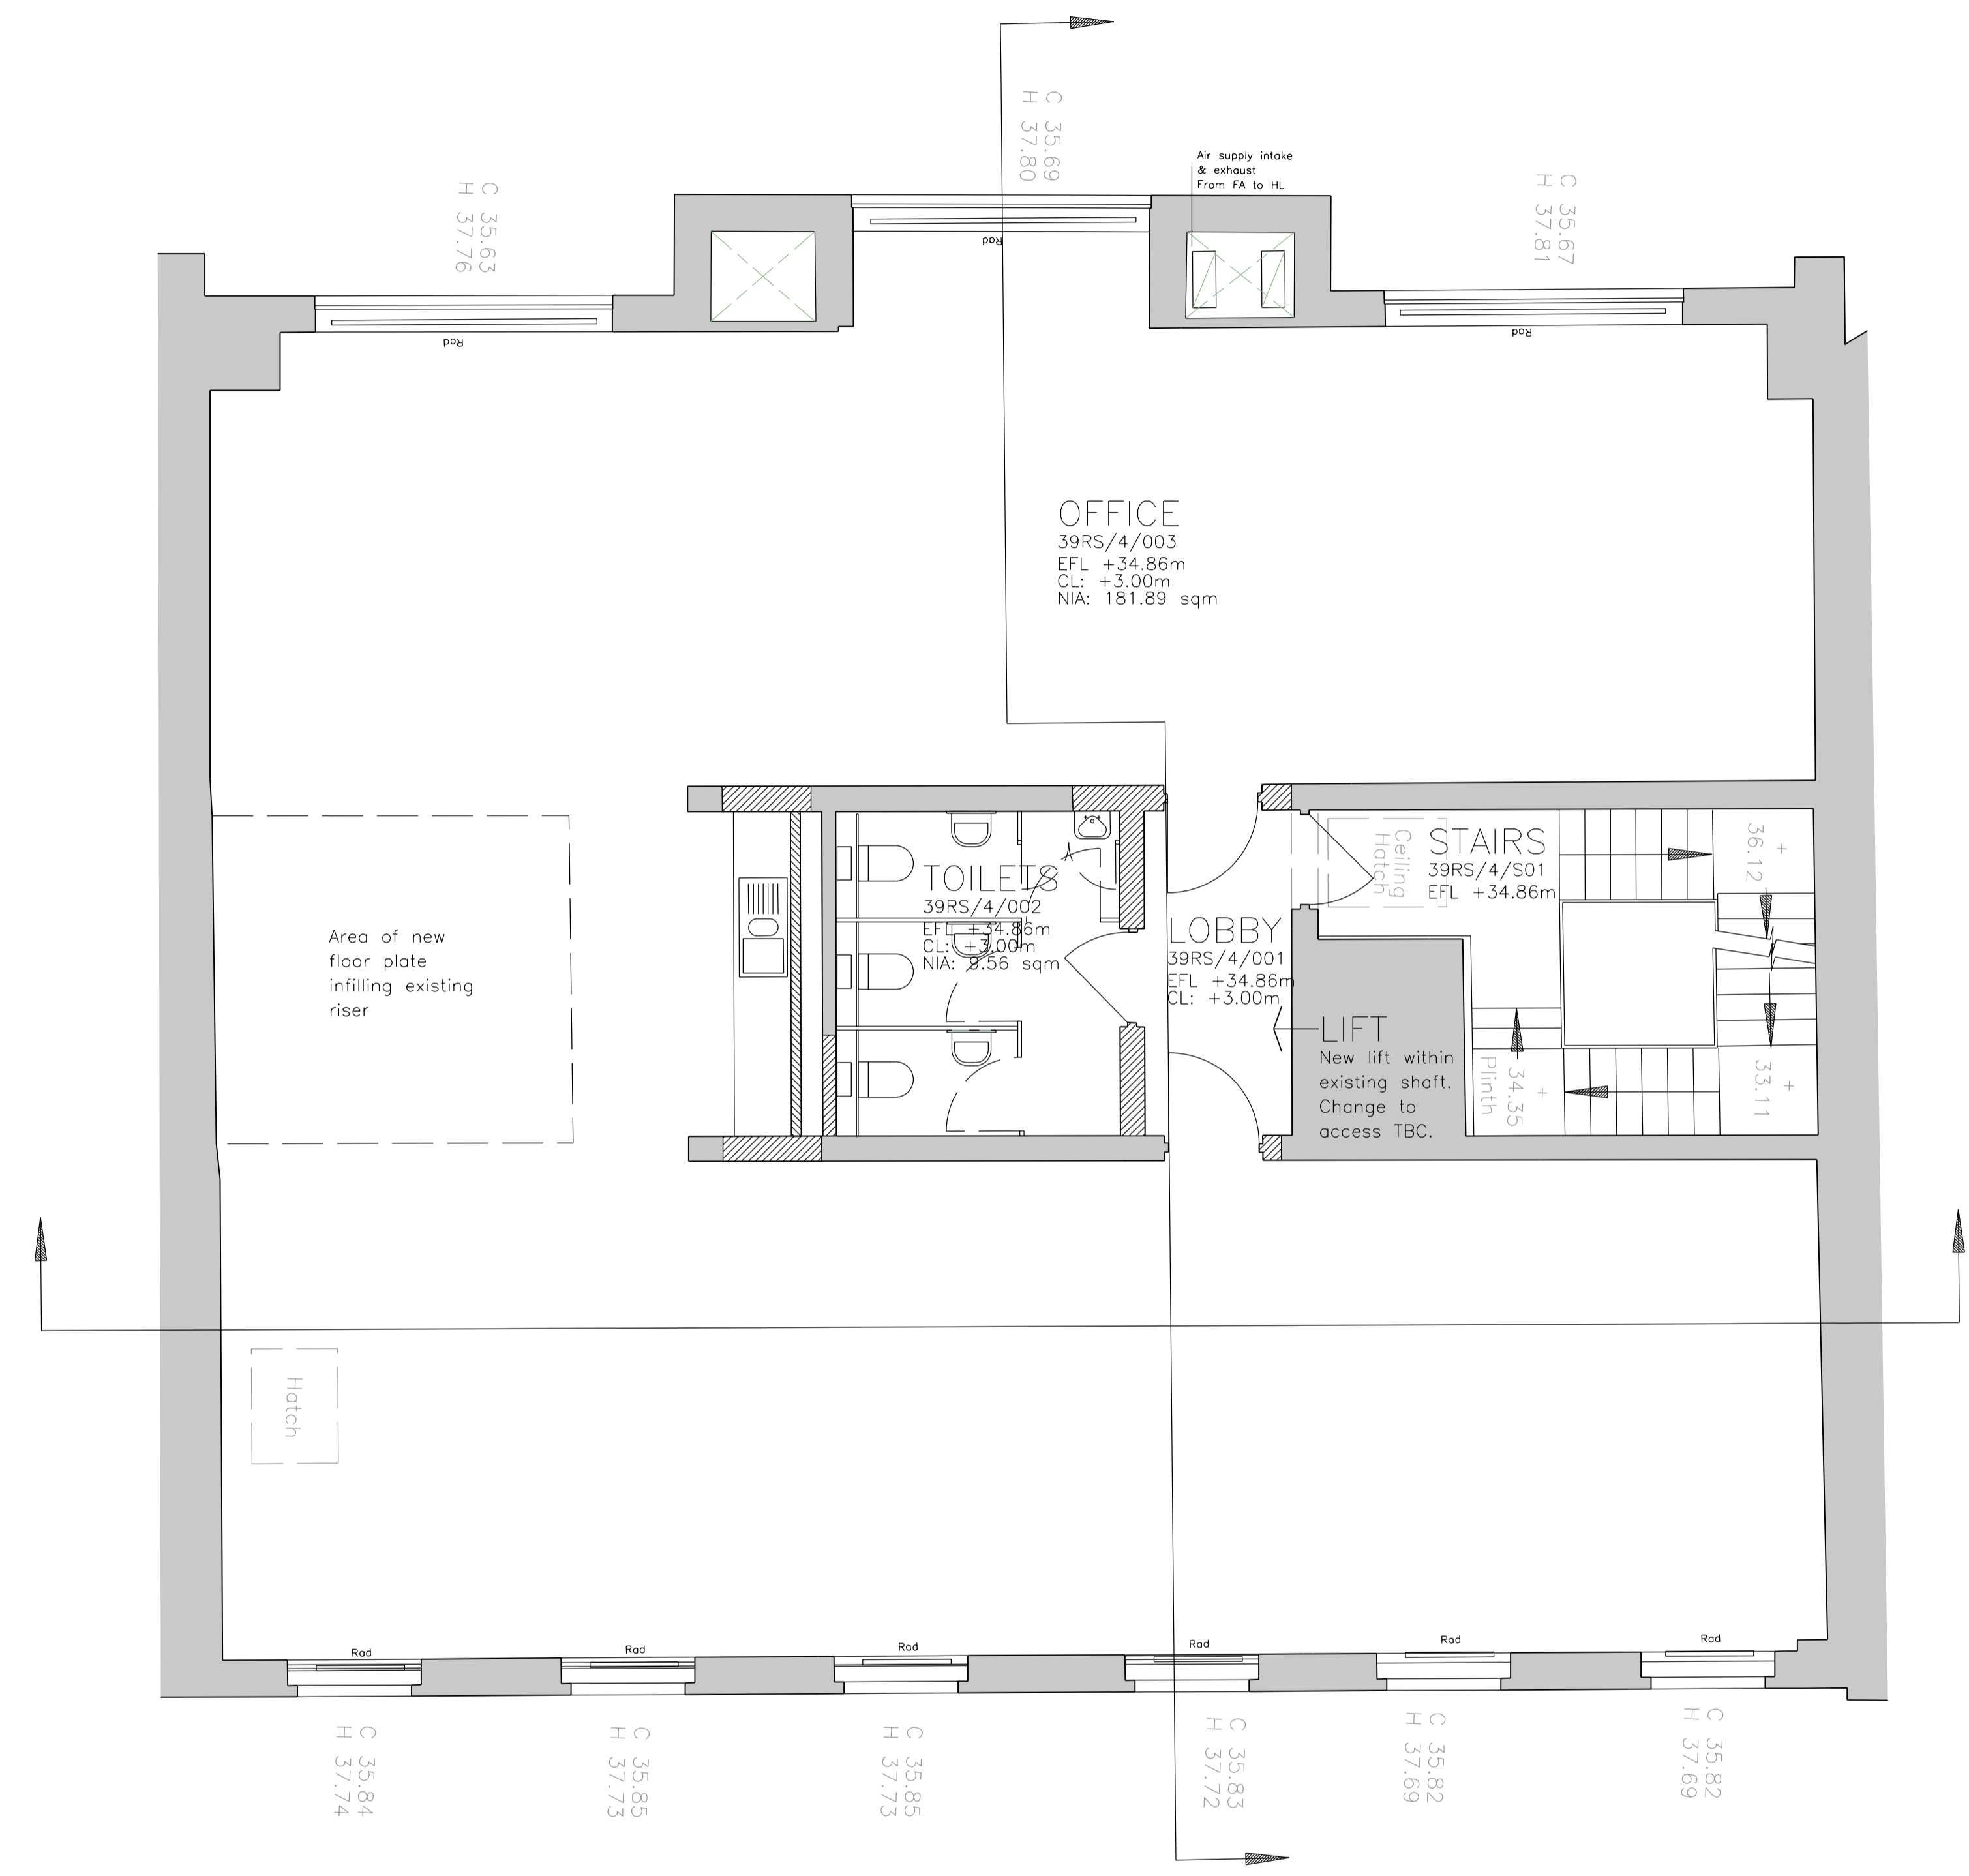 C 35.69
H 37.80
Air supply intake
& exhaust
From FA to HL
C 35.63
H 37.76
C 35.67
H 37.81
Rad
Rad
Rad
OFFICE
39RS/4/003
EFL +34.86m
CL: +3.00m
NIA: 181.89 sqm
TOILETS
39RS/4/002
EFL +34.86m
CL: +3.00m
NIA: 9.56 sqm
Ceiling
Hatch
STAIRS
39RS/4/S01
EFL +34.86m
+
36.12
LOBBY
39RS/4/001
EFL +34.86m
CL: +3.00m
Area of new
floor plate
infilling existing
riser
LIFT
New lift within
existing shaft.
Change to
access TBC.
+
34.35
Plinth
+
33.11
Hatch
Rad
Rad
Rad
Rad
Rad
Rad
C 35.84
H 37.74
C 35.85
H 37.73
C 35.85
H 37.73
C 35.83
H 37.72
C 35.82
H 37.69
C 35.82
H 37.69